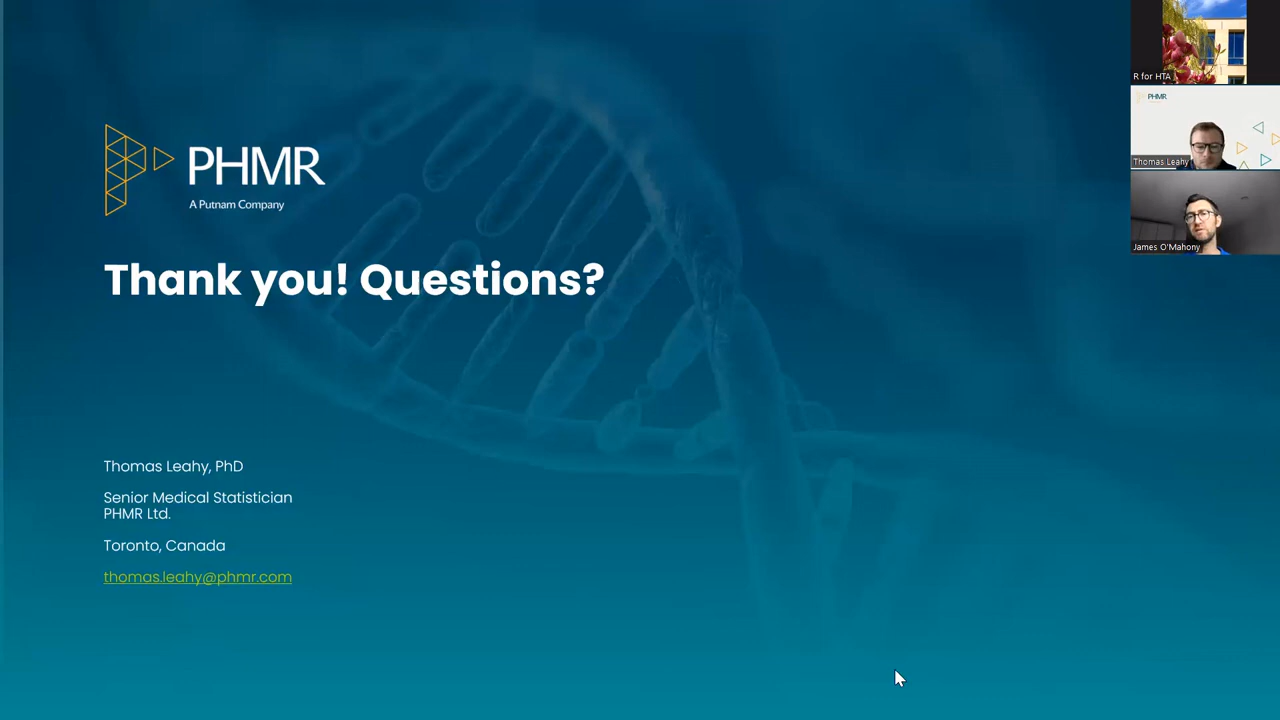 PHMR
A Putnam Company
Thank you! Questions?
Thomas Leahy, PhD
Senior Medical Statistician
PHMR Ltd.
Toronto, Canada
thomas.leahy@phmr.com
R for HTA
PHMR
Thomas Leahy
James O'Mahony